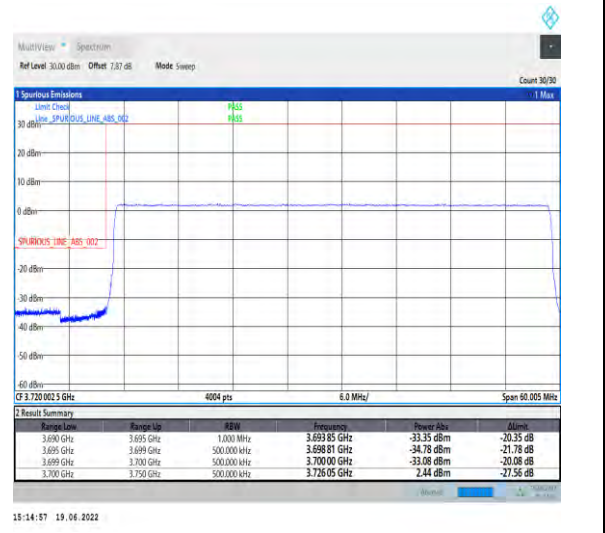 MultiView Spectrum
Ref Level 30.00 dBm Offset 7.87 dB Mode Sweep
Count 30/30
1 Spurious Emissions 1 Max
Limit Check PASS
30 dBm Line _SPURIOUS_LINE_ABS_002 PASS
20 dBm
10 dBm
0 dBm
_SPURIOUS_LINE_ABS_002
-20 dBm
-30 dBm
-40 dBm
-50 dBm
-60 dBm
CF 3.720 002 5 GHz 4004 pts 6.0 MHz/ Span 60.005 MHz
2 Result Summary
Range Low Range Up RBW Frequency Power Abs ΔLimit
3.690 GHz 3.695 GHz 1.000 MHz 3.693 85 GHz -33.35 dBm -20.35 dB
3.695 GHz 3.699 GHz 500.000 kHz 3.698 81 GHz -34.78 dBm -21.78 dB
3.699 GHz 3.700 GHz 500.000 kHz 3.700 00 GHz -33.08 dBm -20.08 dB
3.700 GHz 3.750 GHz 500.000 kHz 3.726 05 GHz 2.44 dBm -27.56 dB
15:14:57 19.06.2022